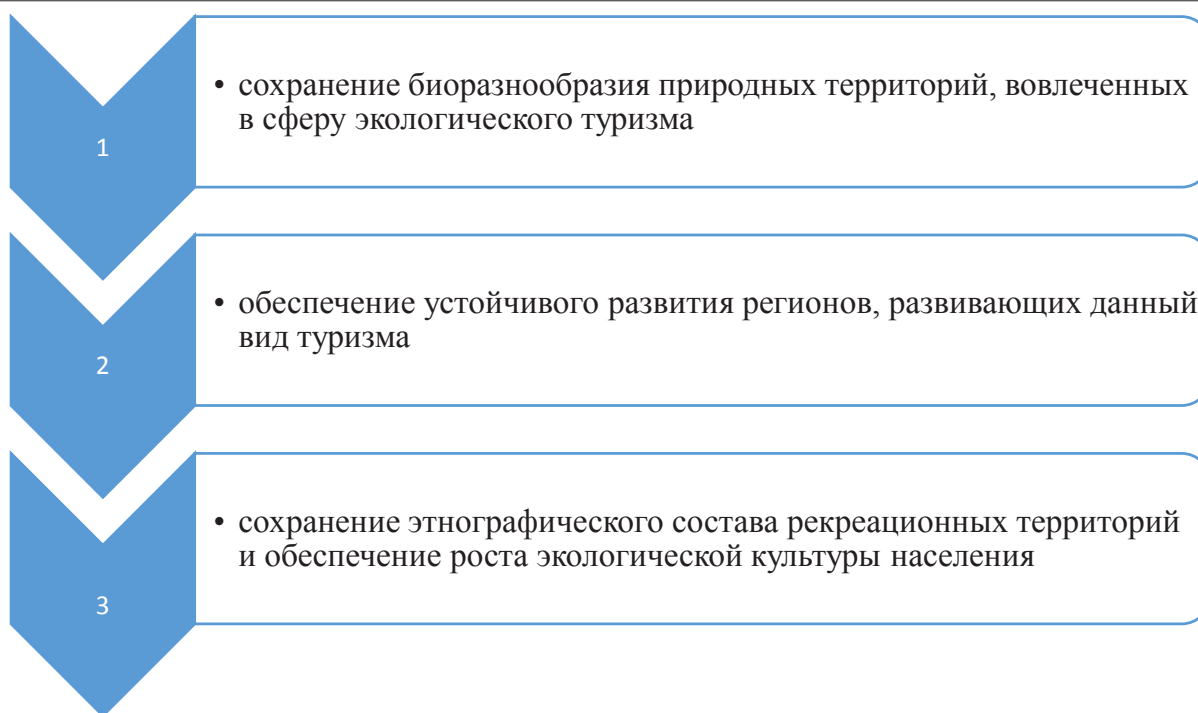 1
• сохранение биоразнообразия природных территорий, вовлеченных
в сферу экологического туризма
2
• обеспечение устойчивого развития регионов, развивающих данный
вид туризма
3
• сохранение этнографического состава рекреационных территорий
и обеспечение роста экологической культуры населения